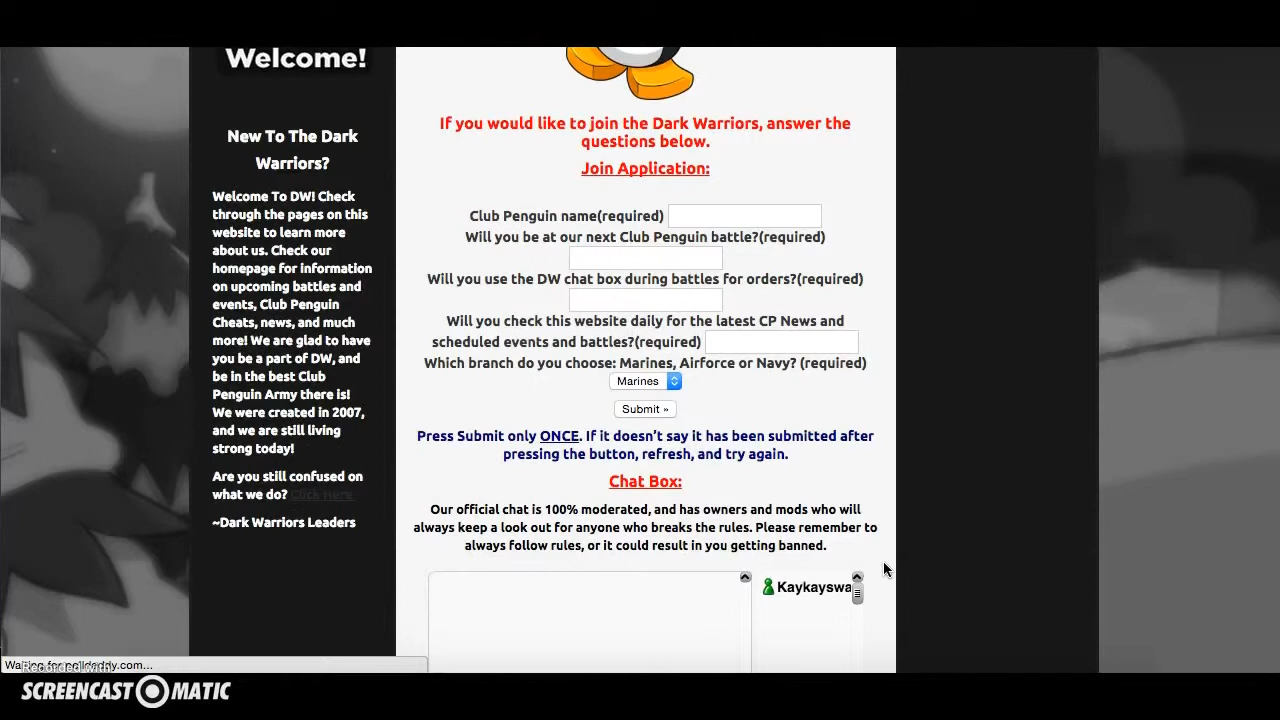 Welcome!
New To The Dark
Warriors?
Welcome To DW! Check
through the pages on this
website to learn more
about us. Check our
homepage for information
on upcoming battles and
events, Club Penguin
Cheats, news, and much
more! We are glad to have
you be a part of DW, and
be in the best Club
Penguin Army there is!
We were created in 2007,
and we are still living
strong today!
Are you still confused on
what we do? Click Here.
~Dark Warriors Leaders
If you would like to join the Dark Warriors, answer the
questions below.
Join Application:
Club Penguin name(required)
Will you be at our next Club Penguin battle?(required)
Will you use the DW chat box during battles for orders?(required)
Will you check this website daily for the latest CP News and
scheduled events and battles?(required)
Which branch do you choose: Marines, Airforce or Navy? (required)
Marines
Submit »
Press Submit only ONCE. If it doesn't say it has been submitted after
pressing the button, refresh, and try again.
Chat Box:
Our official chat is 100% moderated, and has owners and mods who will
always keep a look out for anyone who breaks the rules. Please remember to
always follow rules, or it could result in you getting banned.
Kaykayswa
Waiting for polldaddy.com...
Recorded with
SCREENCAST-O-MATIC